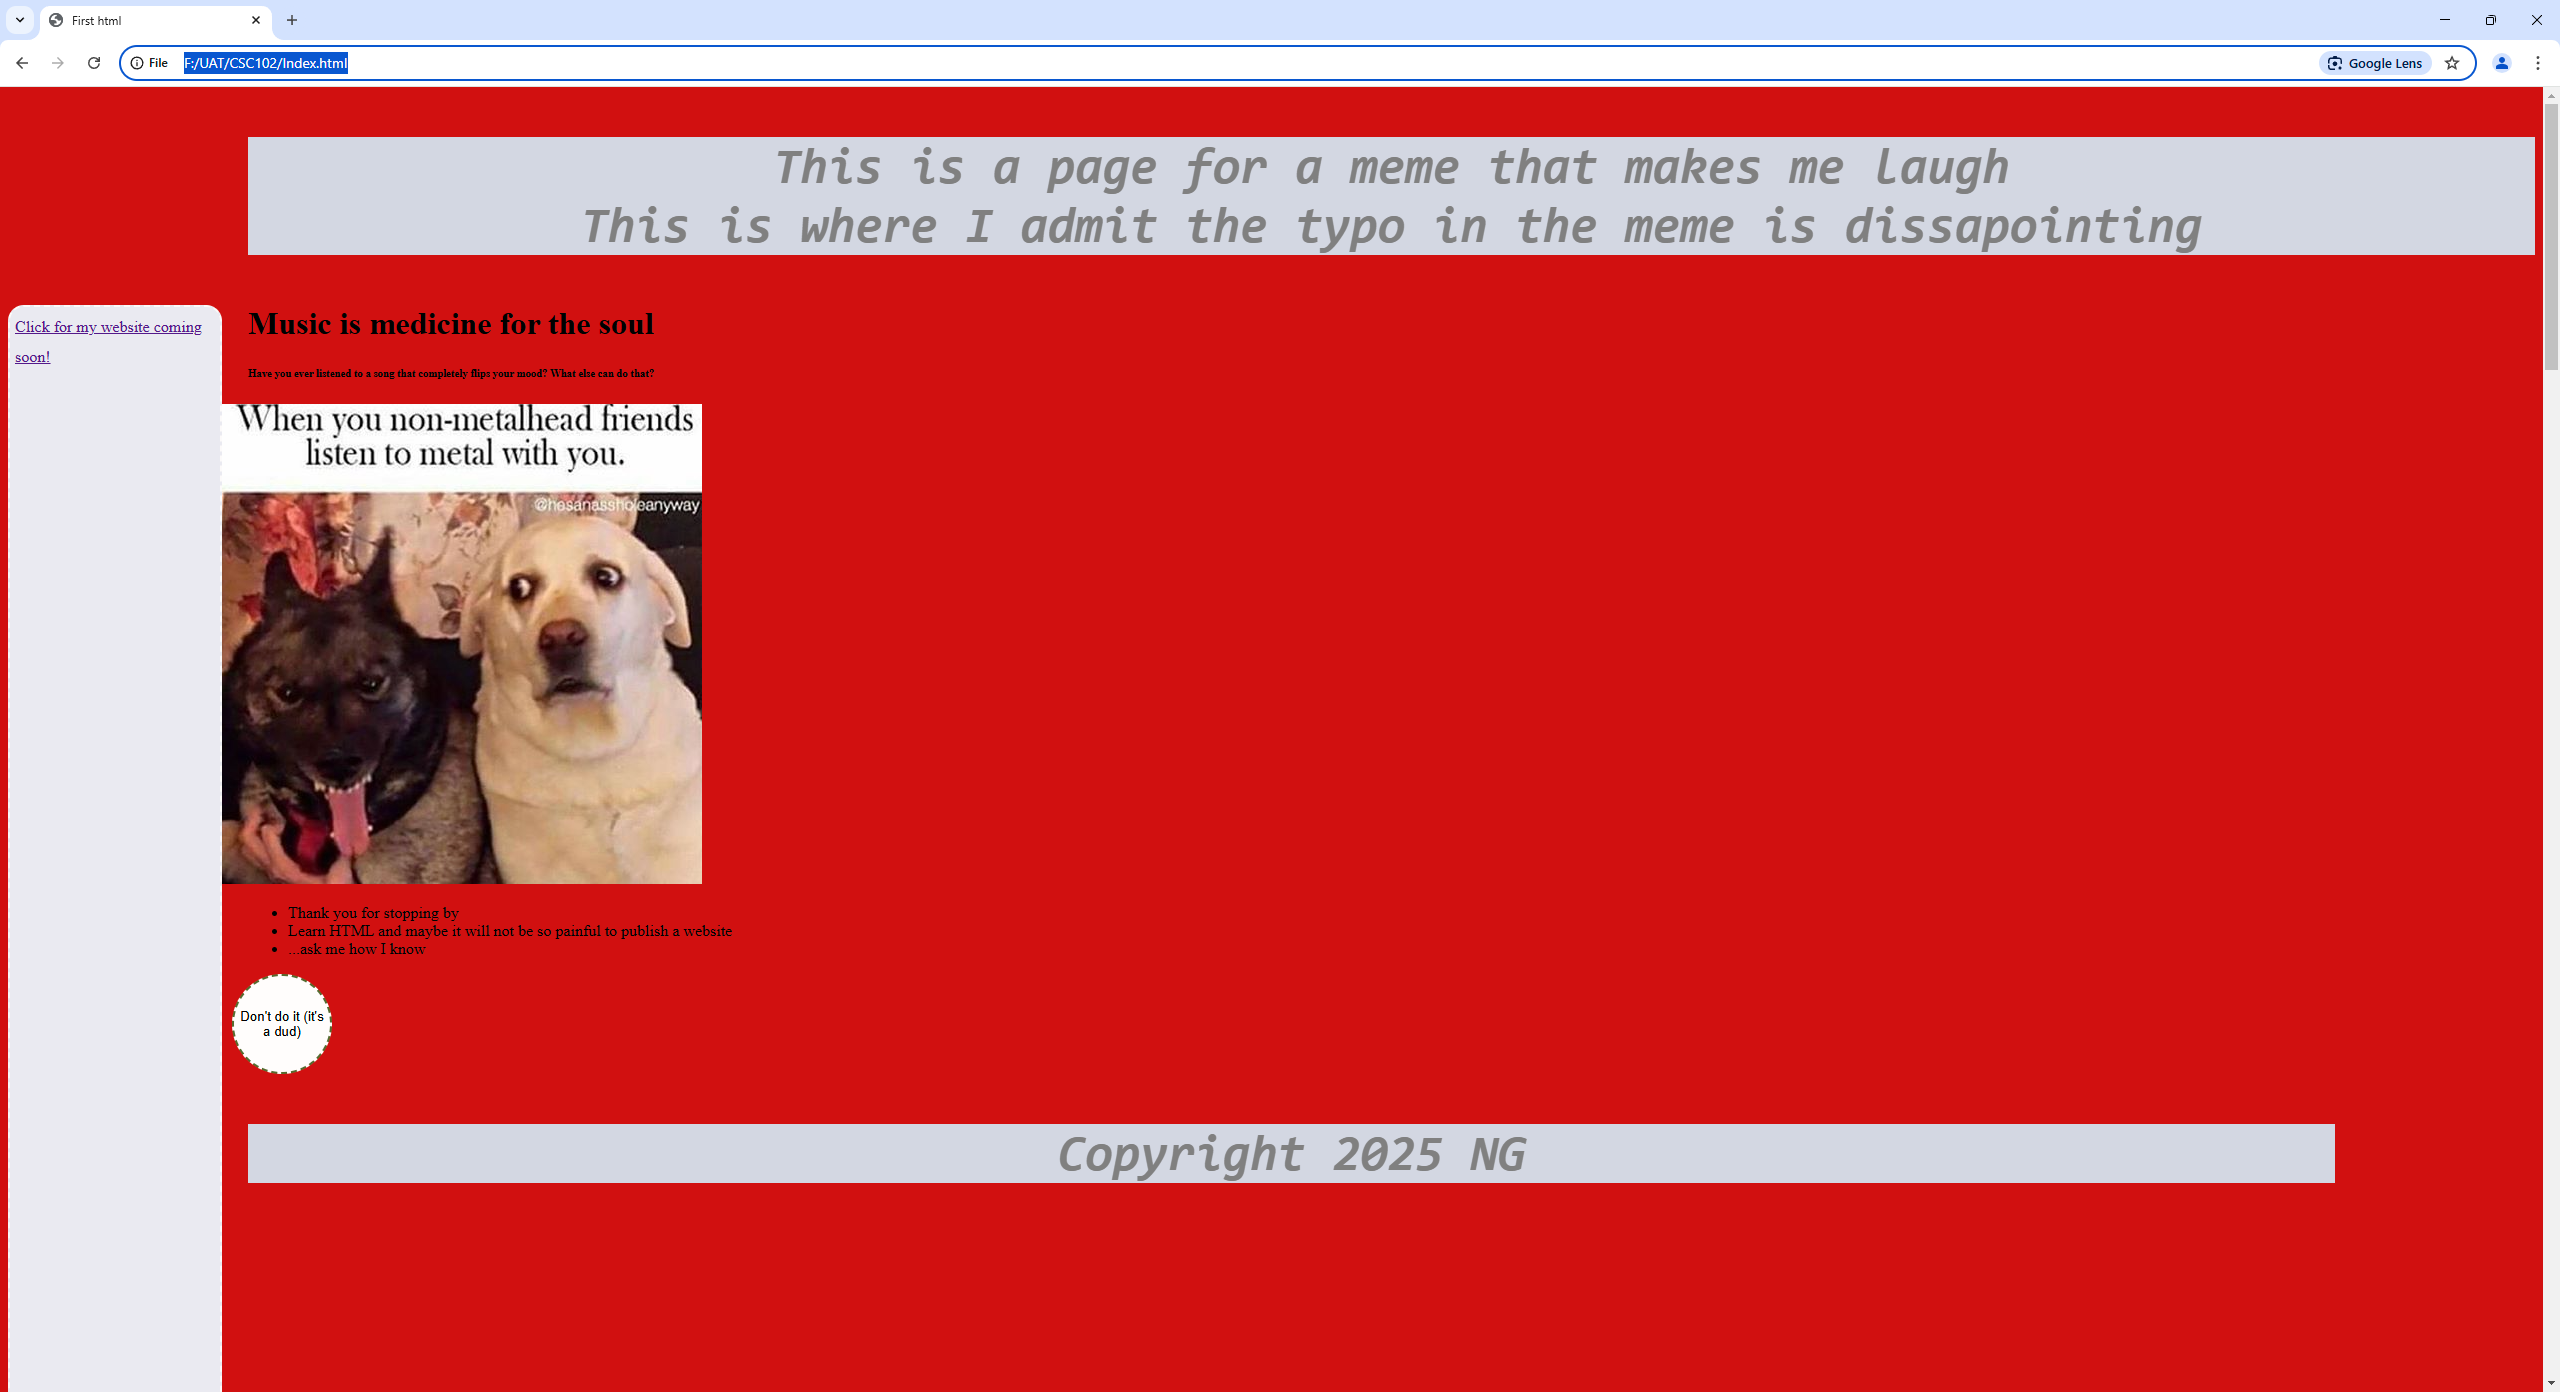 First html
File F:/UAT/CSC102/Index.html Google Lens
This is a page for a meme that makes me laugh
This is where I admit the typo in the meme is dissapointing
Click for my website coming
soon!
Music is medicine for the soul
Have you ever listened to a song that completely flips your mood? What else can do that?
When you non-metalhead friends
listen to metal with you.
@hesanassholeanyway
Thank you for stopping by
Learn HTML and maybe it will not be so painful to publish a website
...ask me how I know
Don't do it (it's
a dud)
Copyright 2025 NG